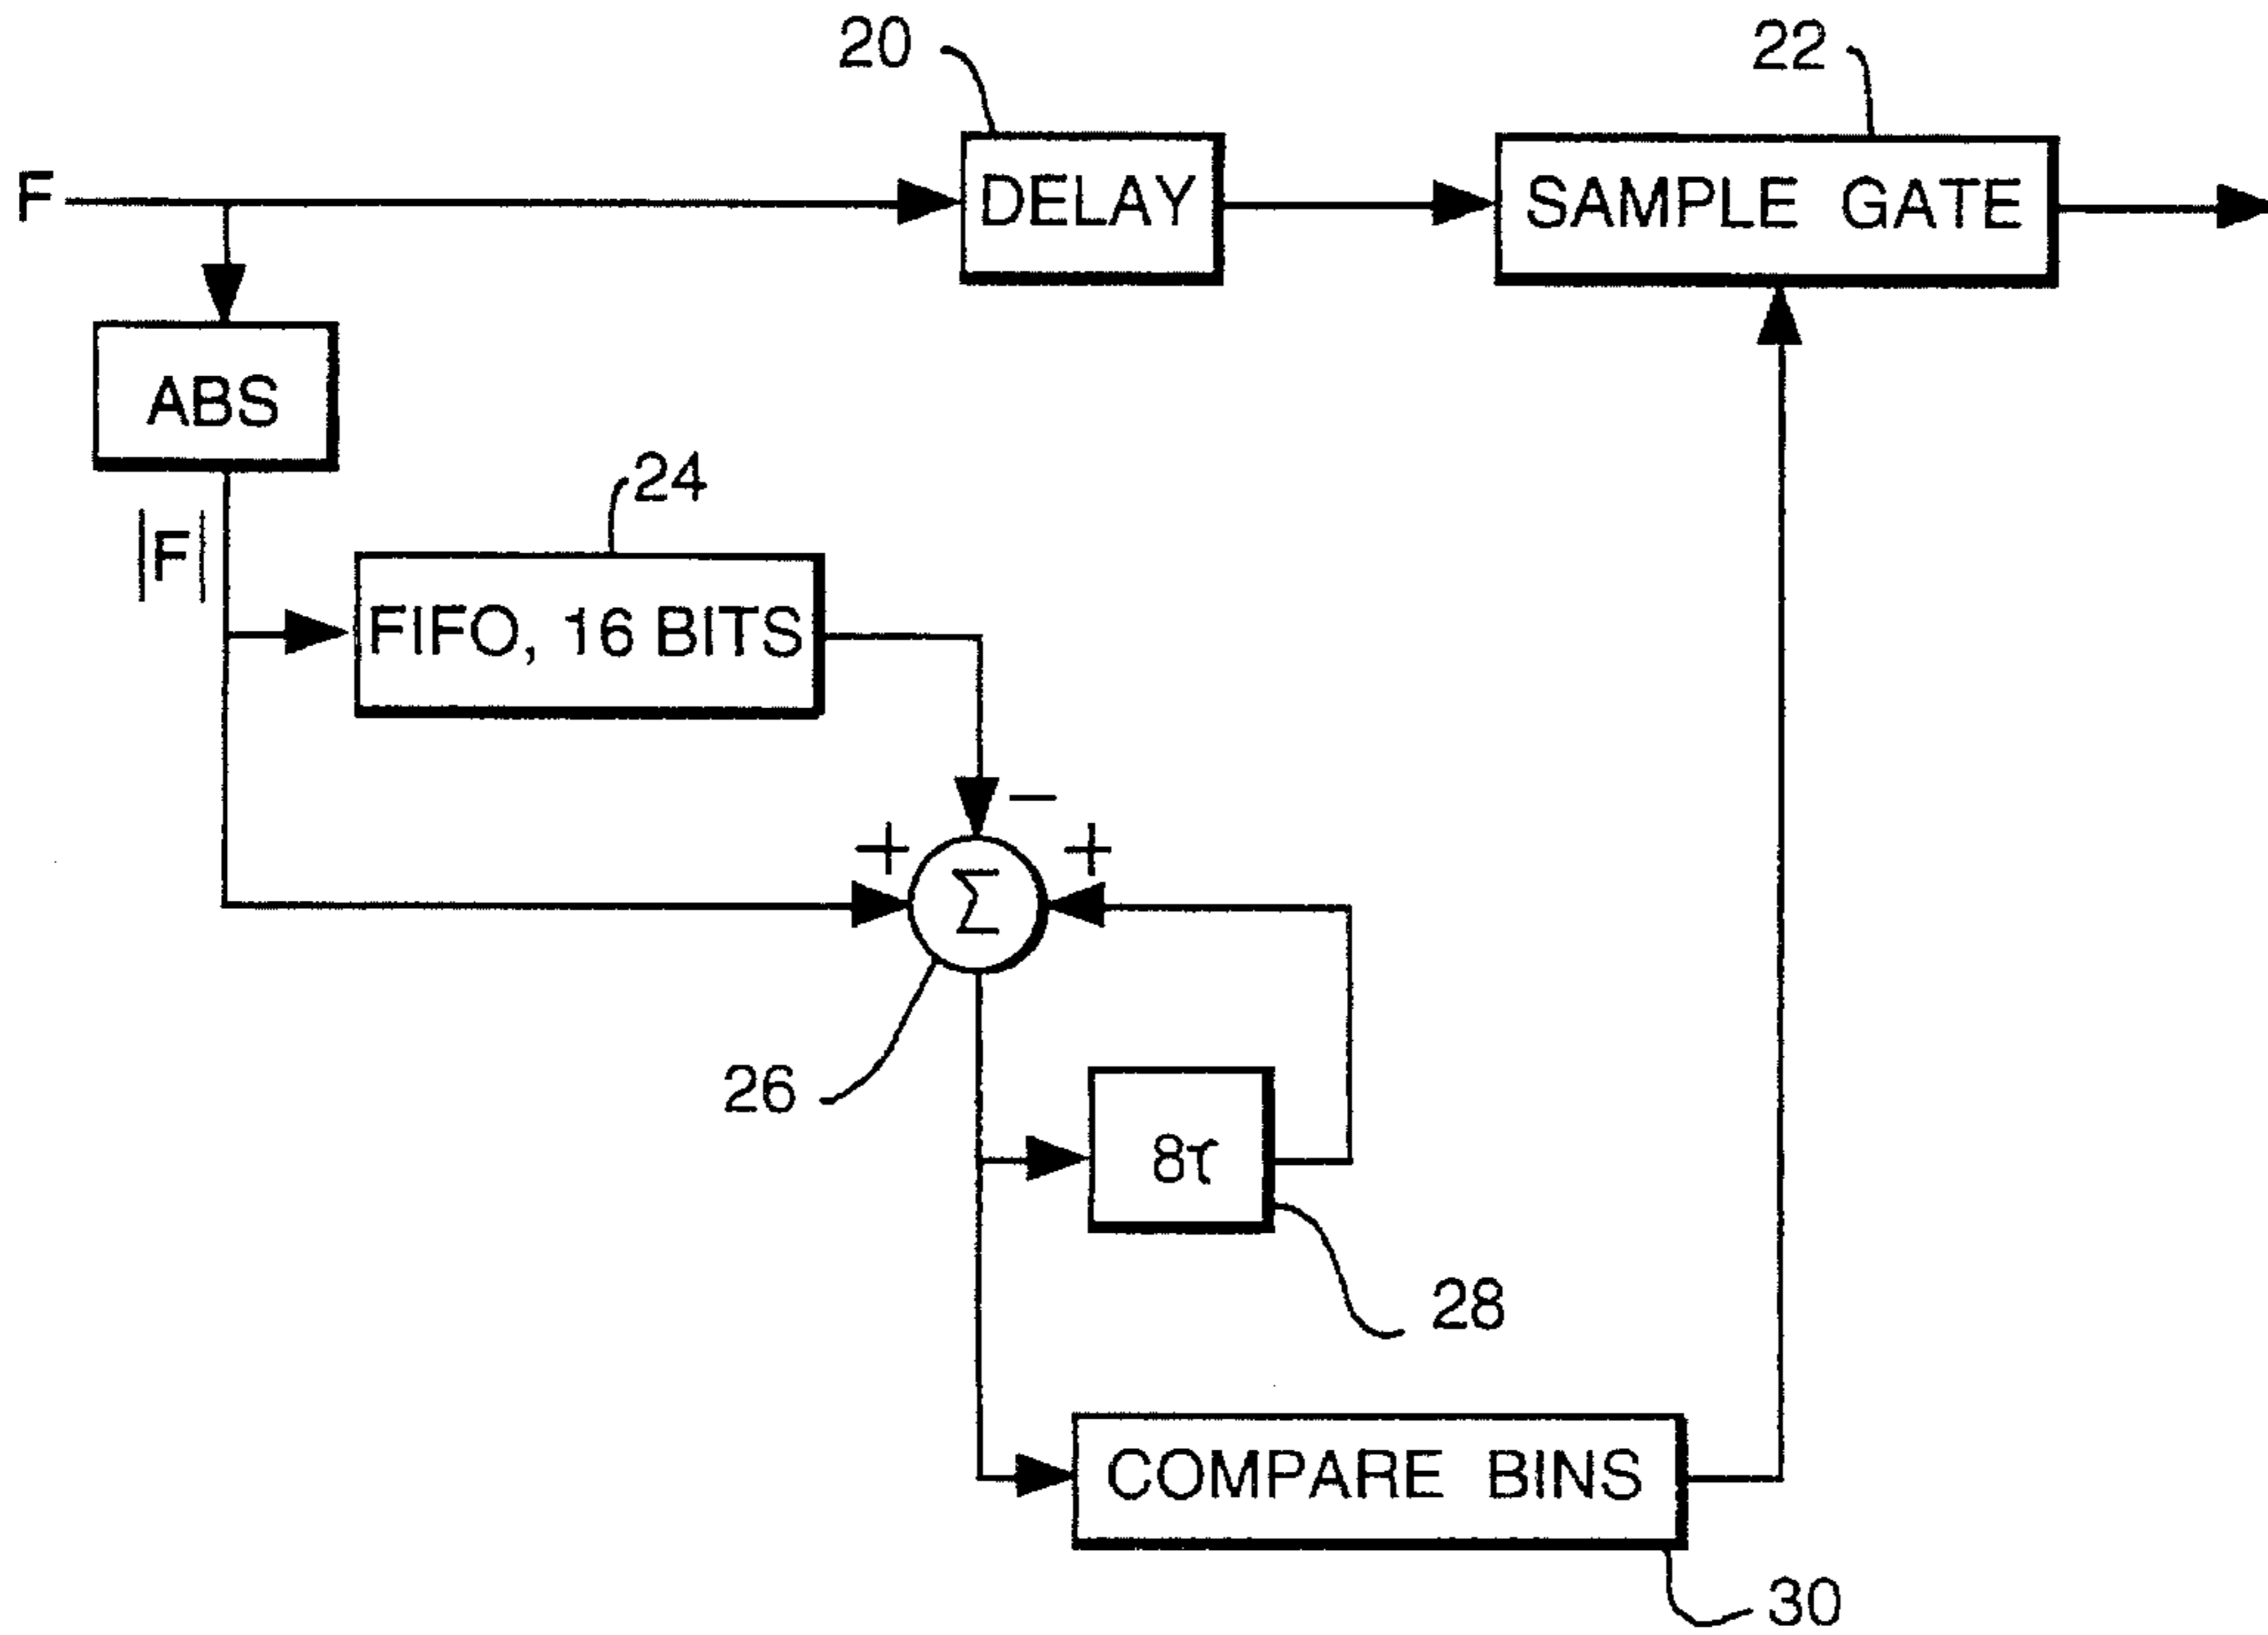 20
22
F
DELAY
SAMPLE GATE
ABS
24
|F|
FIFO, 16 BITS
−
+
+
Σ
26
8τ
28
COMPARE BINS
30